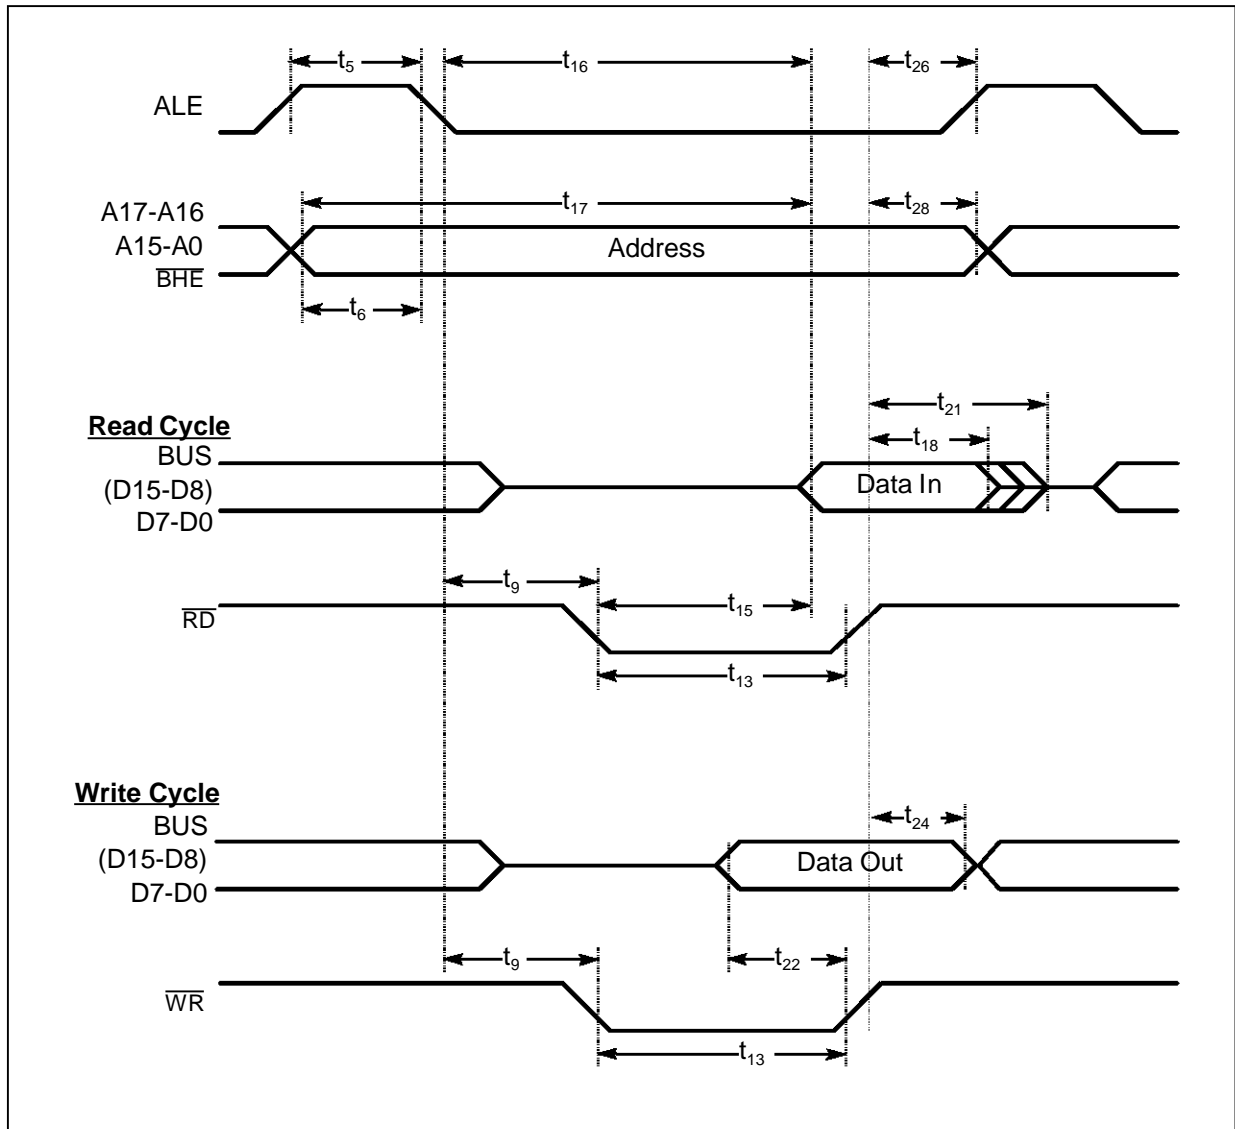 t5
t16
t26
ALE
A17-A16
t17
t28
A15-A0
Address
BHE
t6
t21
Read Cycle
t18
BUS
(D15-D8)
Data In
D7-D0
t9
t15
RD
t13
Write Cycle
t24
BUS
(D15-D8)
Data Out
D7-D0
t9
t22
WR
t13